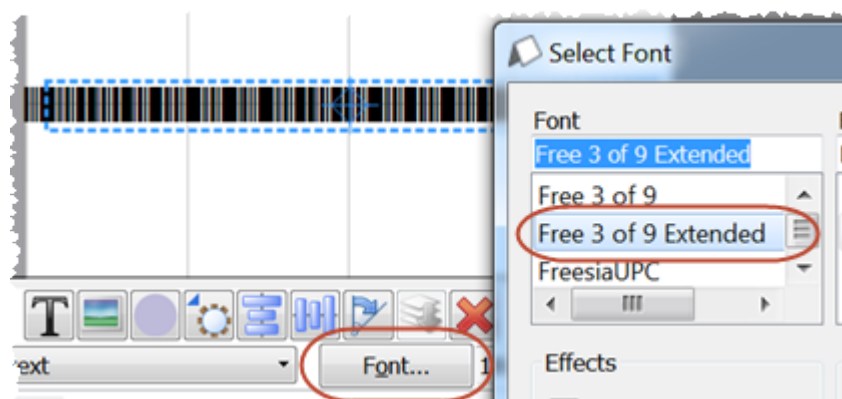 Select Font
Font
Free 3 of 9 Extended
Free 3 of 9
Free 3 of 9 Extended
FreesiaUPC
T
ext
Font...
1
Effects